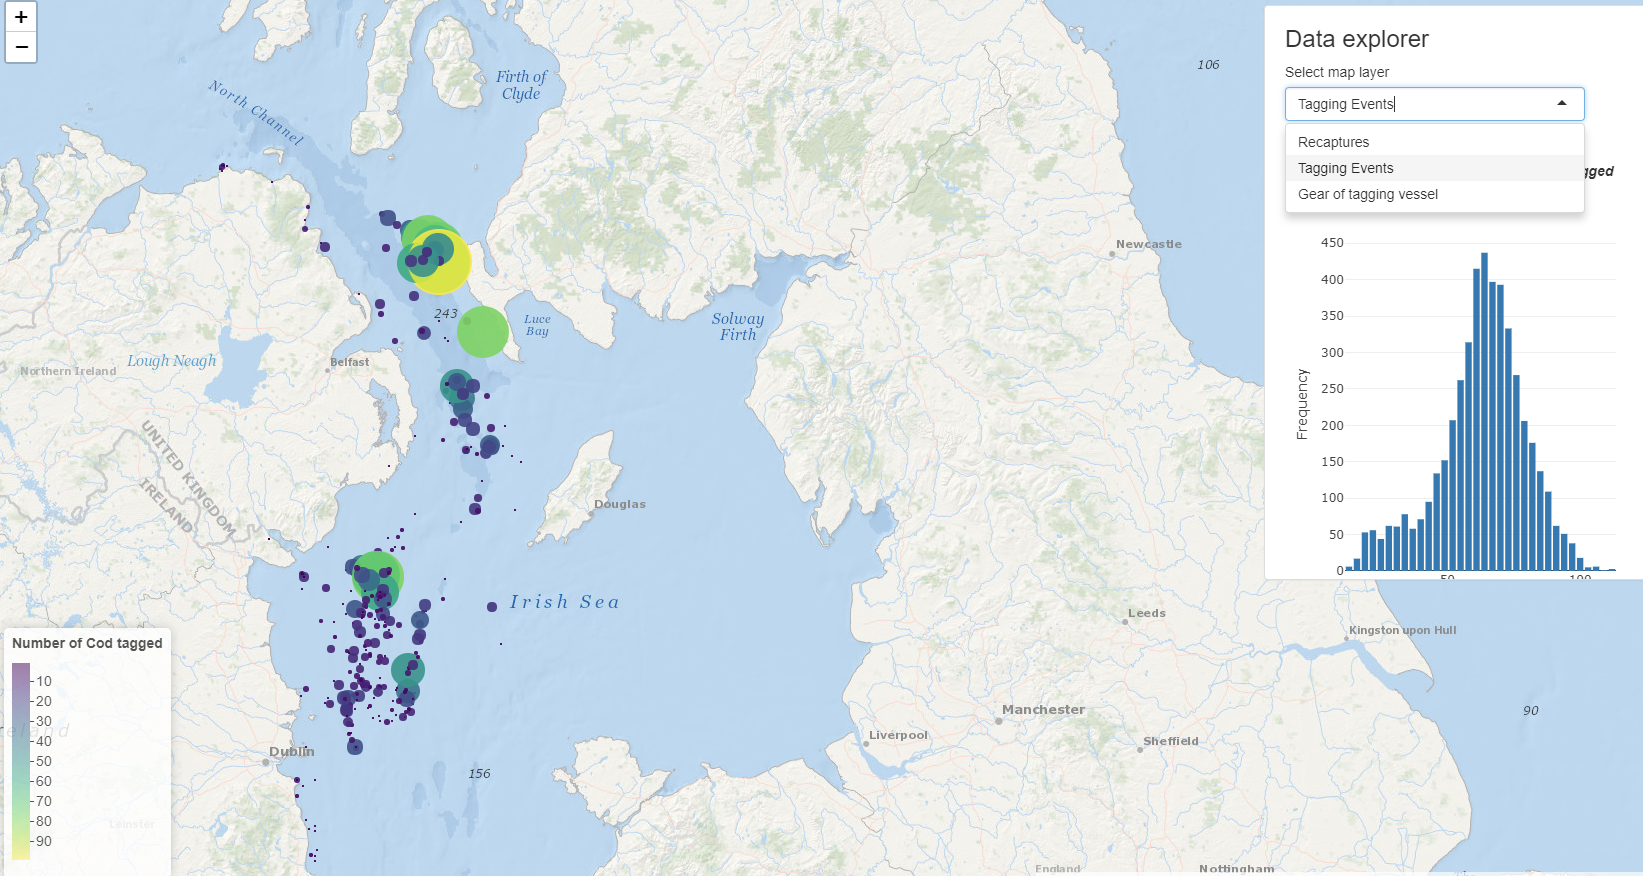 +
−
North Channel
Firth of
Clyde
106
Data explorer
Select map layer
Tagging Events
Recaptures
Tagging Events
Gear of tagging vessel
gged
Newcastle
243
Luce
Bay
Solway
Firth
Lough Neagh
Belfast
Northern Ireland
UNITED KINGDOM
IRELAND
Douglas
Irish Sea
Leeds
Kingston upon Hull
Manchester
Liverpool
Sheffield
90
Dublin
156
Leinster
England
Nottingham
450
400
350
300
250
200
150
100
50
0
Frequency
50
100
Number of Cod tagged
10
20
30
40
50
60
70
80
90